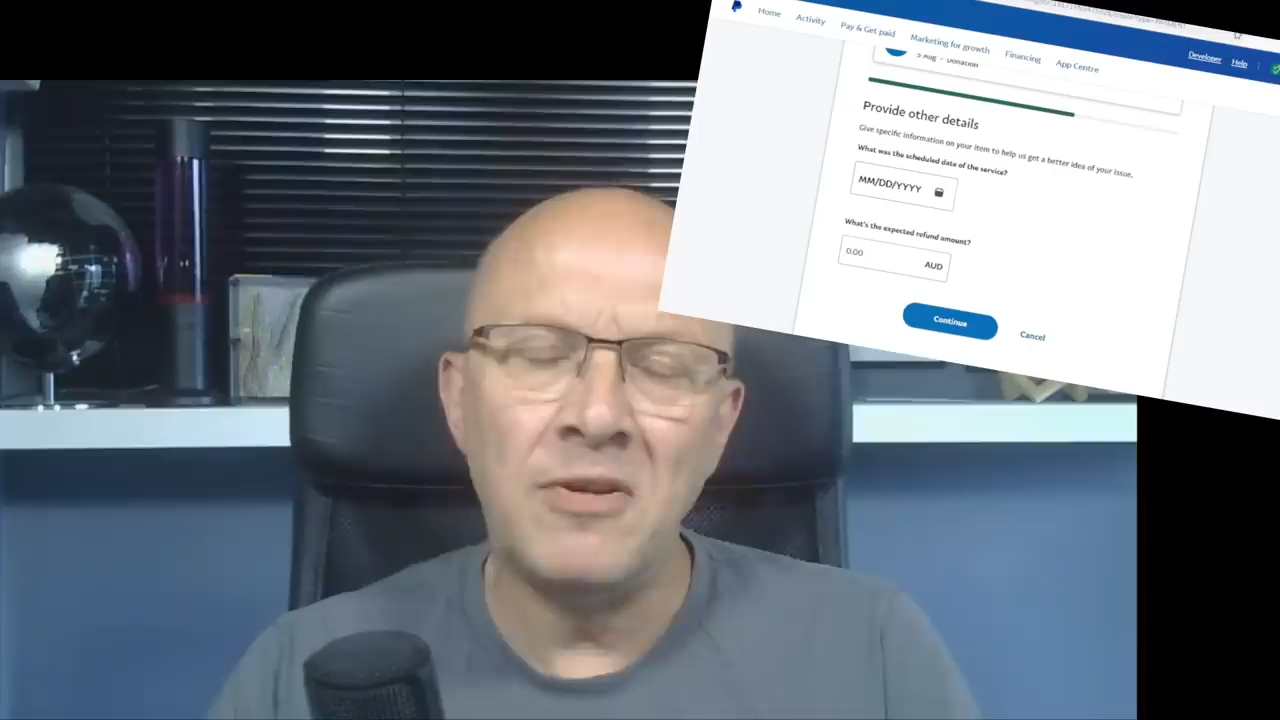 Home
Activity
Pay & Get paid
Marketing for growth
Financing
App Centre
Developer
Help
5 Aug - Donation
Provide other details
Give specific information on your item to help us get a better idea of your issue.
What was the scheduled date of the service?
MM/DD/YYYY
What's the expected refund amount?
0.00
AUD
Continue
Cancel